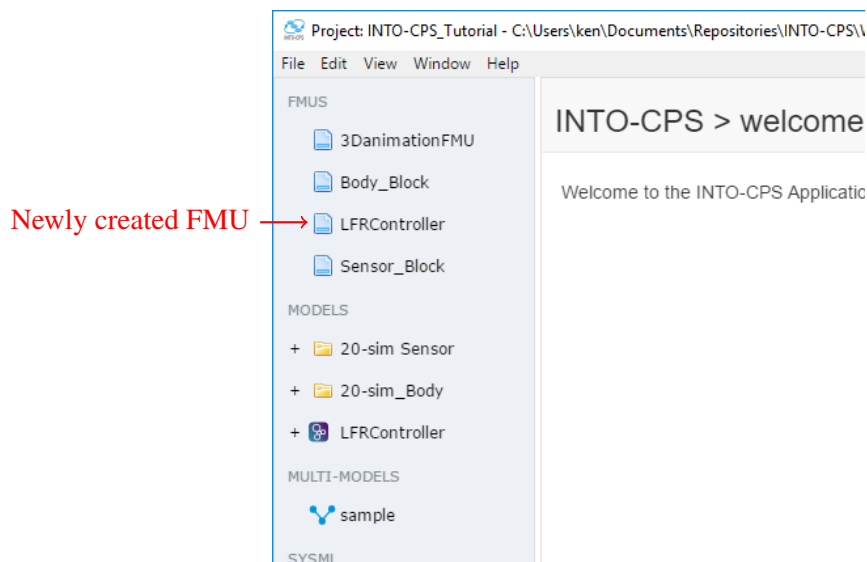 Project: INTO-CPS_Tutorial - C:\Users\ken\Documents\Repositories\INTO-CPS\
File Edit View Window Help
FMUS
3DanimationFMU
Body_Block
Newly created FMU
LFRController
Sensor_Block
MODELS
+ 20-sim Sensor
+ 20-sim_Body
+ LFRController
MULTI-MODELS
sample
SYSML
INTO-CPS > welcome
Welcome to the INTO-CPS Applicatio